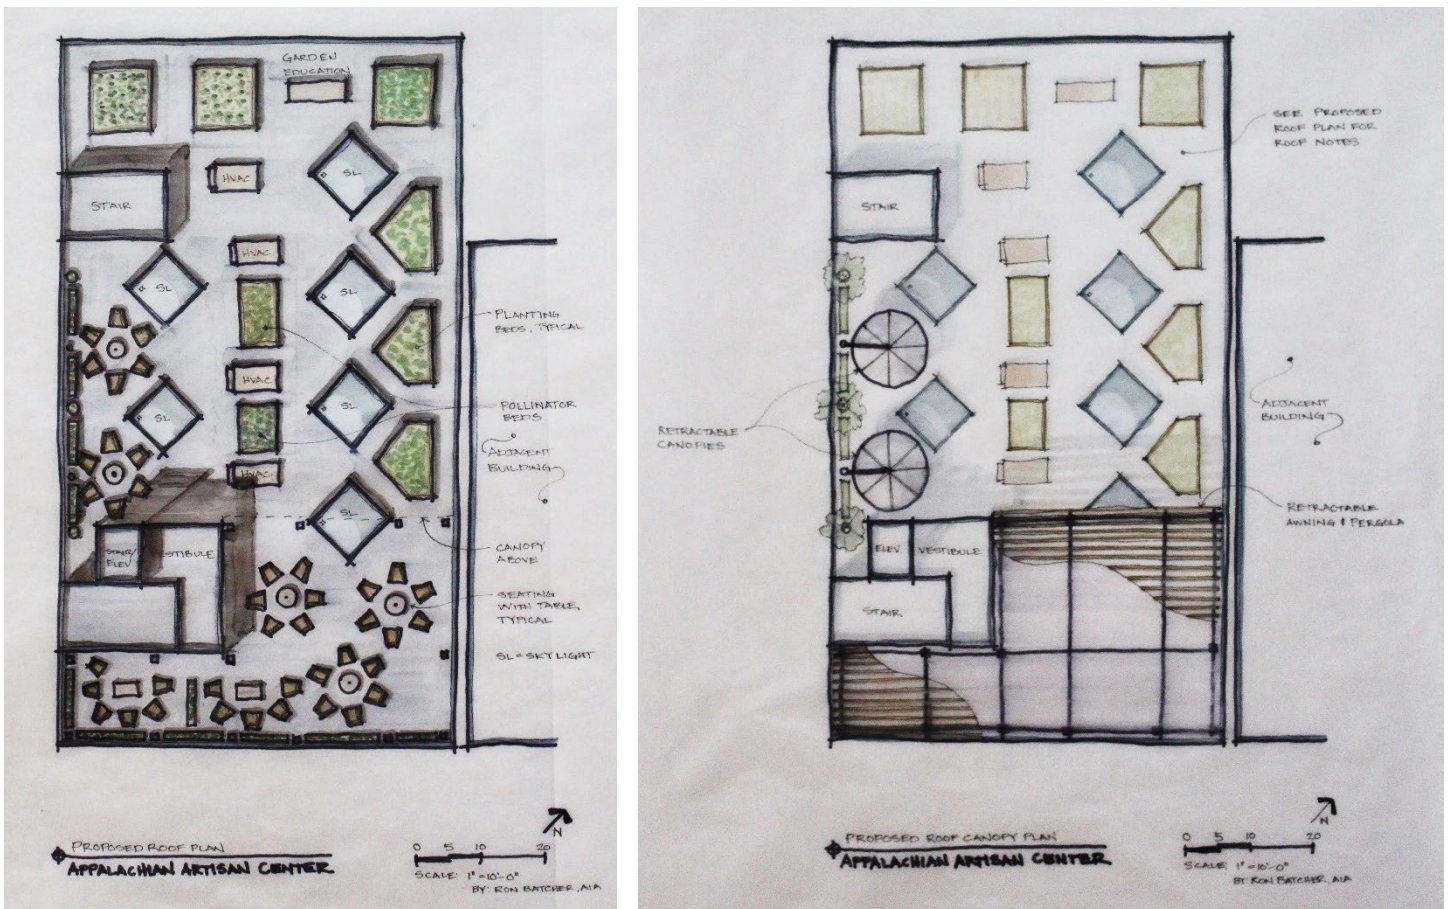 GARDEN
EDUCATION
HVAC
SL
STAIR
HVAC
SL
SL
PLANTING
BEDS, TYPICAL
HVAC
SL
SL
POLLINATOR
BEDS
ADJACENT
BUILDING
HVAC
SL
CANOPY
ABOVE
STAIR/
ELEV
VESTIBULE
SEATING
WITH TABLE,
TYPICAL
SL = SKYLIGHT
N
PROPOSED ROOF PLAN
APPALACHIAN ARTISAN CENTER
0 5 10 20
SCALE: 1" = 10'-0"
BY: RON BATCHER, AIA
SEE PROPOSED
ROOF PLAN FOR
ROOF NOTES
STAIR
RETRACTABLE
CANOPIES
ADJACENT
BUILDING
RETRACTABLE
AWNING & PERGOLA
ELEV.
VESTIBULE
STAIR
N
PROPOSED ROOF CANOPY PLAN
APPALACHIAN ARTISAN CENTER
0 5 10 20
SCALE: 1" = 10'-0"
BY: RON BATCHER, AIA